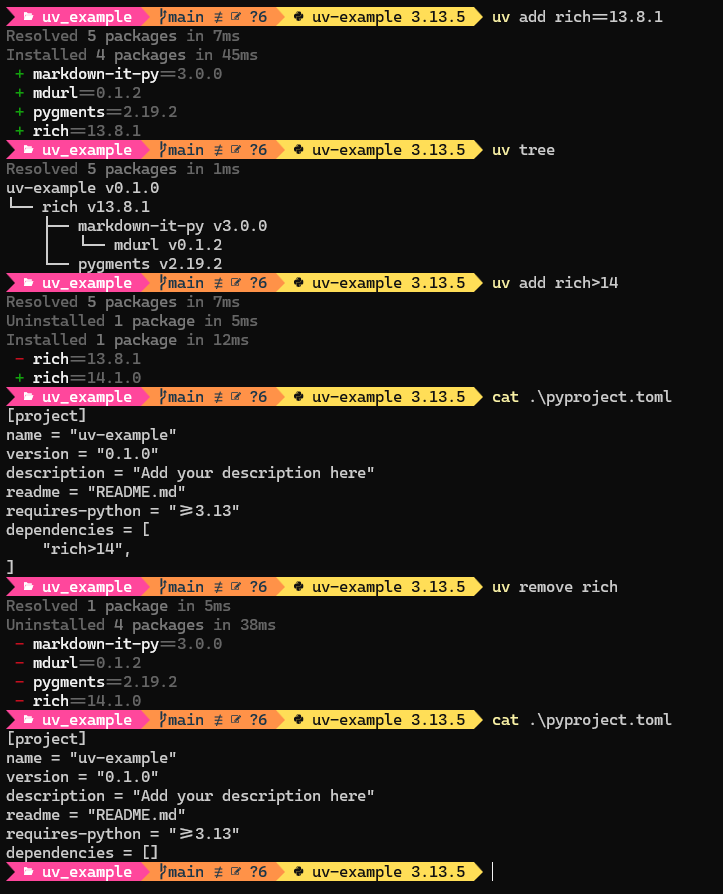 uv_example main ≢ ?6 uv-example 3.13.5 uv add rich==13.8.1
Resolved 5 packages in 7ms
Installed 4 packages in 45ms
+ markdown-it-py==3.0.0
+ mdurl==0.1.2
+ pygments==2.19.2
+ rich==13.8.1
uv_example main ≢ ?6 uv-example 3.13.5 uv tree
Resolved 5 packages in 1ms
uv-example v0.1.0
└── rich v13.8.1
    ├── markdown-it-py v3.0.0
    │   └── mdurl v0.1.2
    └── pygments v2.19.2
uv_example main ≢ ?6 uv-example 3.13.5 uv add rich>14
Resolved 5 packages in 7ms
Uninstalled 1 package in 5ms
Installed 1 package in 12ms
- rich==13.8.1
+ rich==14.1.0
uv_example main ≢ ?6 uv-example 3.13.5 cat .\pyproject.toml
[project]
name = "uv-example"
version = "0.1.0"
description = "Add your description here"
readme = "README.md"
requires-python = ">=3.13"
dependencies = [
    "rich>14",
]
uv_example main ≢ ?6 uv-example 3.13.5 uv remove rich
Resolved 1 package in 5ms
Uninstalled 4 packages in 38ms
- markdown-it-py==3.0.0
- mdurl==0.1.2
- pygments==2.19.2
- rich==14.1.0
uv_example main ≢ ?6 uv-example 3.13.5 cat .\pyproject.toml
[project]
name = "uv-example"
version = "0.1.0"
description = "Add your description here"
readme = "README.md"
requires-python = ">=3.13"
dependencies = []
uv_example main ≢ ?6 uv-example 3.13.5